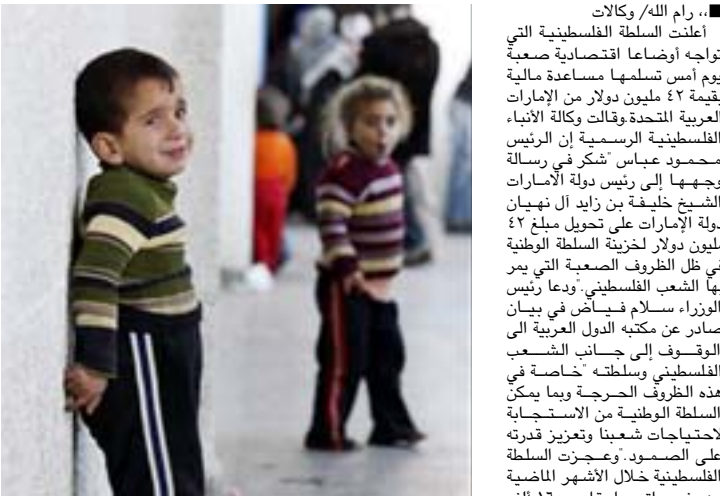 ■،، رام الله/ وكالات
أعلنت السلطة الفلسطينية التي
تواجه أوضاعا اقتصادية صعبة
يوم أمس تسلمها مساعدة مالية
بقيمة ٤٢ مليون دولار من الإمارات
العربية المتحدة.وقالت وكالة الأنباء
الفلسطينية الرسمية إن الرئيس
محمود عباس "شكر في رسالة
وجهها إلى رئيس دولة الامارات
الشيخ خليفة بن زايد آل نهيان
دولة الإمارات على تحويل مبلغ ٤٢
مليون دولار لخزينة السلطة الوطنية
في ظل الظروف الصعبة التي يمر
بها الشعب الفلسطيني."ودعا رئيس
الوزراء سلام فياض في بيان
صادر عن مكتبه الدول العربية الى
الوقوف إلى جانب الشعب
الفلسطيني وسلطته "خاصة في
هذه الظروف الحرجة وبما يمكن
السلطة الوطنية من الاستجابة
لاحتياجات شعبنا وتعزيز قدرته
على الصمود."وعجزت السلطة
الفلسطينية خلال الأشهر الماضية